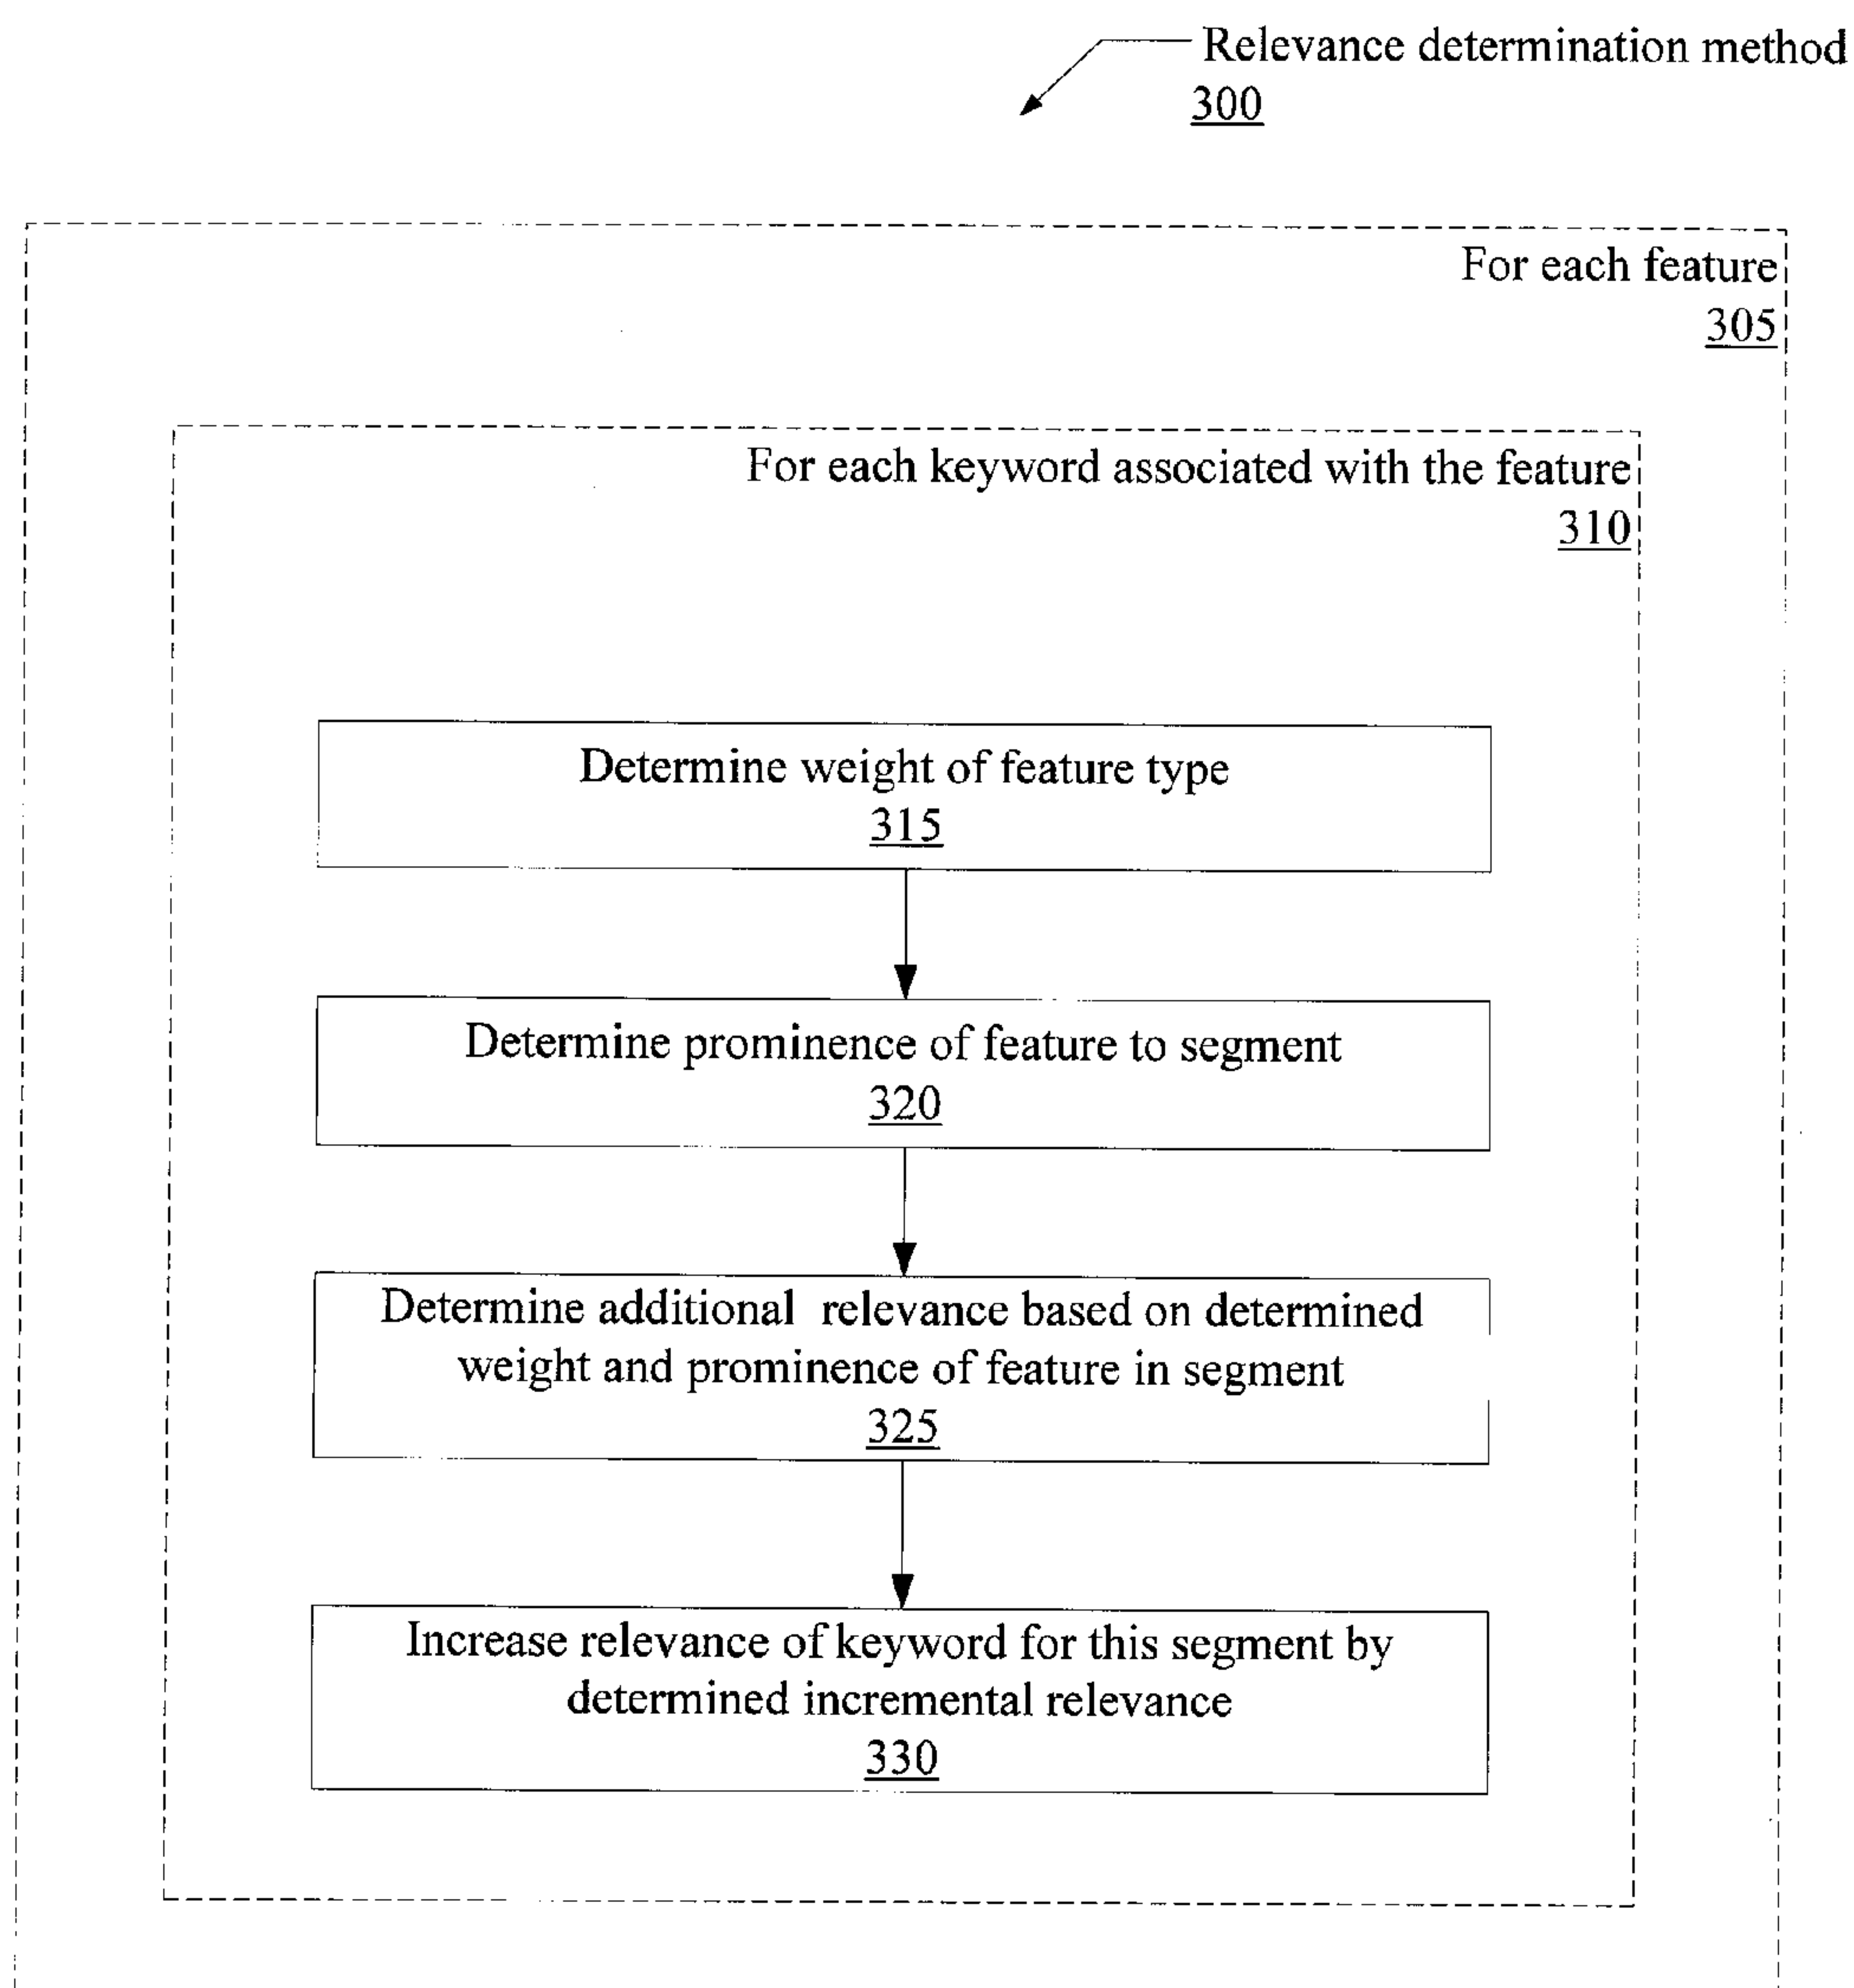 Relevance determination method
300
For each feature
305
For each keyword associated with the feature
310
Determine weight of feature type
315
Determine prominence of feature to segment
320
Determine additional relevance based on determined
weight and prominence of feature in segment
325
Increase relevance of keyword for this segment by
determined incremental relevance
330